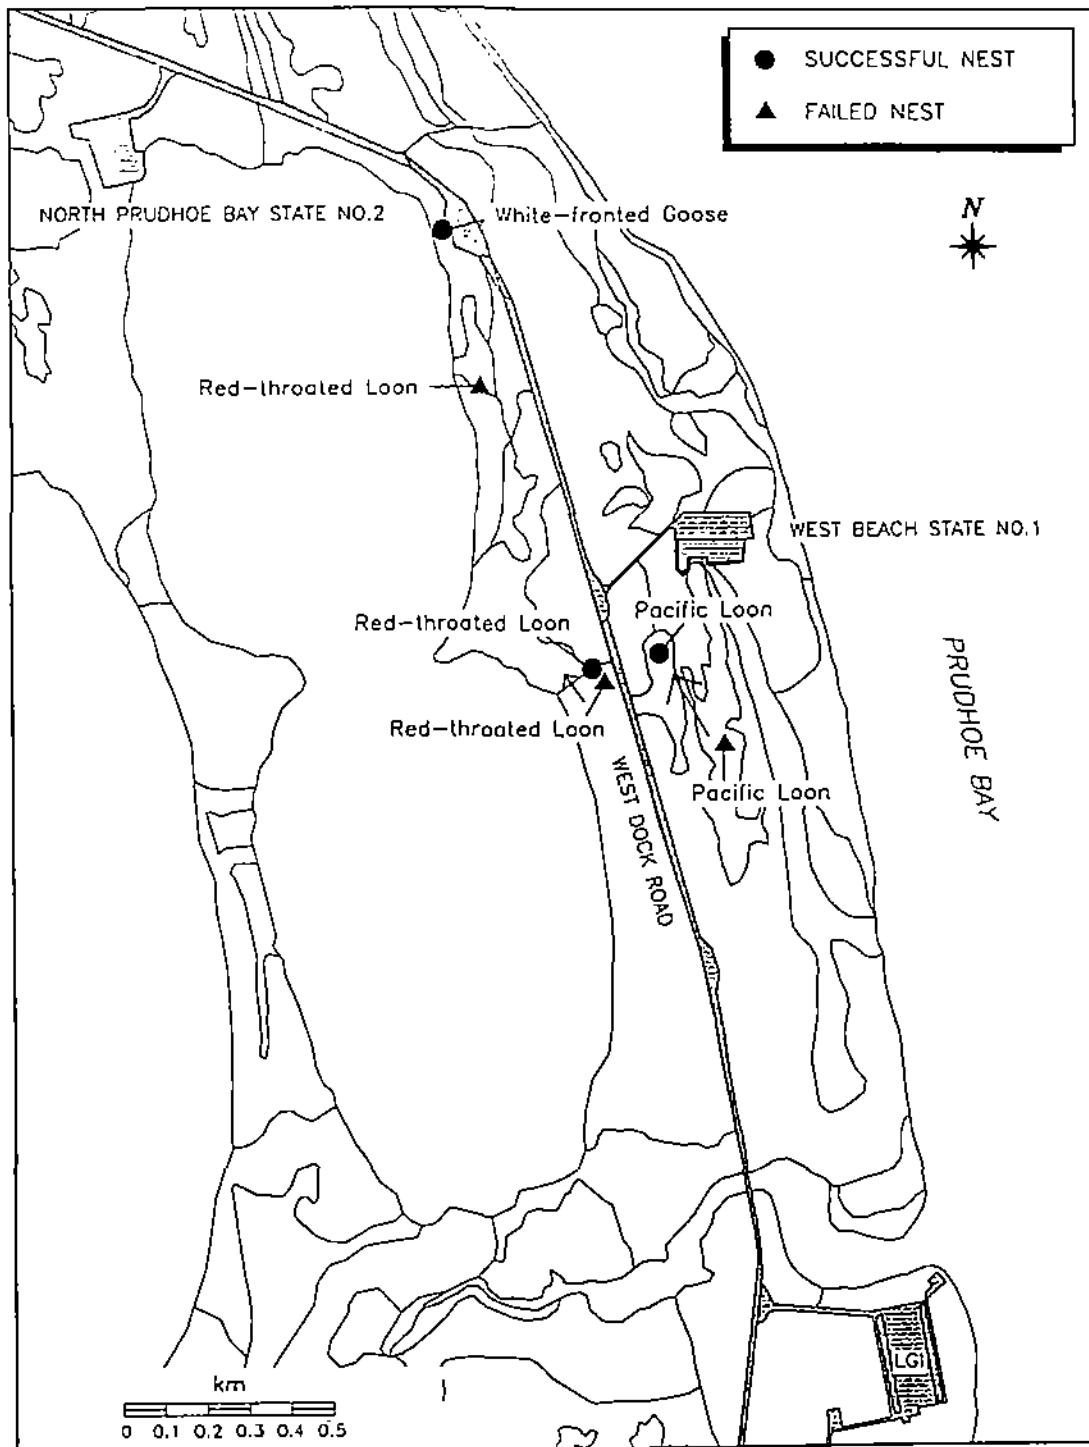 SUCCESSFUL NEST
FAILED NEST
N
NORTH PRUDHOE BAY STATE NO.2
White-fronted Goose
Red-throated Loon
WEST BEACH STATE NO.1
Red-throated Loon
Pacific Loon
Red-throated Loon
Pacific Loon
PRUDHOE BAY
WEST DOCK ROAD
LGI
km
0 0.1 0.2 0.3 0.4 0.5